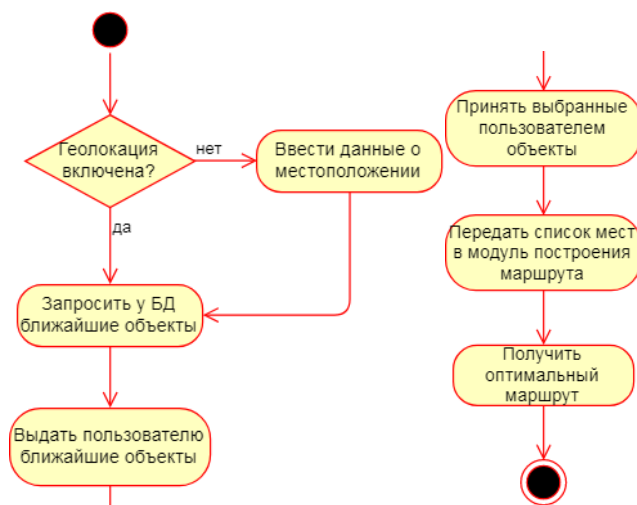 Геолокация
включена?
нет
Ввести данные о
местоположении
да
Запросить у БД
ближайшие объекты
Выдать пользователю
ближайшие объекты
Принять выбранные
пользователем
объекты
Передать список мест
в модуль построения
маршрута
Получить
оптимальный
маршрут